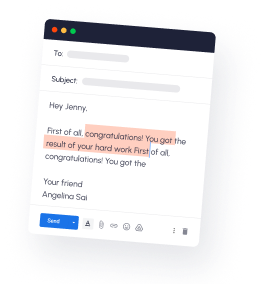 To:
Subject:
Hey Jenny,
First of all, congratulations! You got the
result of your hard work First of all,
congratulations! You got the
Your friend
Angelina Sai
Send
A